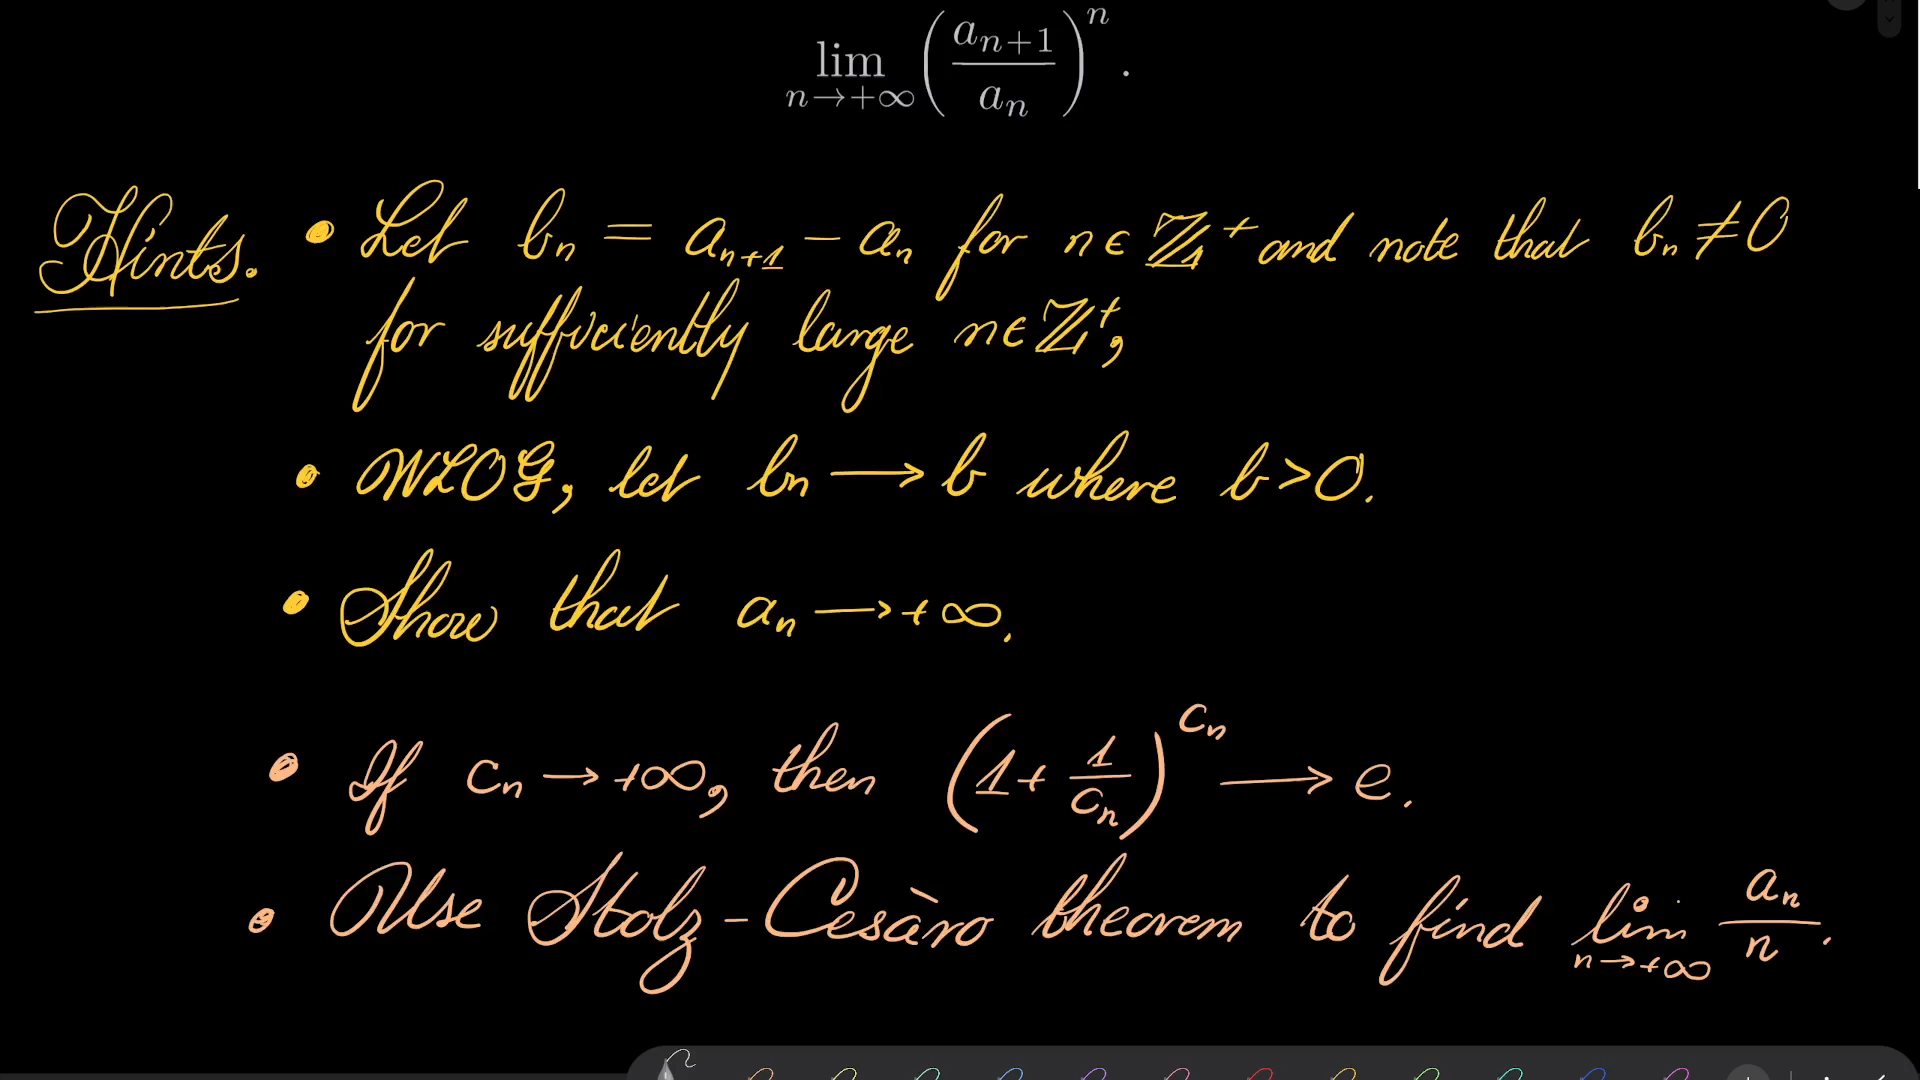 lim n→+∞ (a_{n+1} / a_n)^n .
Hints. • Let b_n = a_{n+1} − a_n for n ∈ ℤ⁺ and note that b_n ≠ 0
for sufficiently large n ∈ ℤ⁺,
• WLOG, let b_n → b where b > 0.
• Show that a_n → +∞.
• If c_n → +∞, then (1 + 1/c_n)^{c_n} → e.
• Use Stolz-Cesàro theorem to find lim n→+∞ a_n / n.